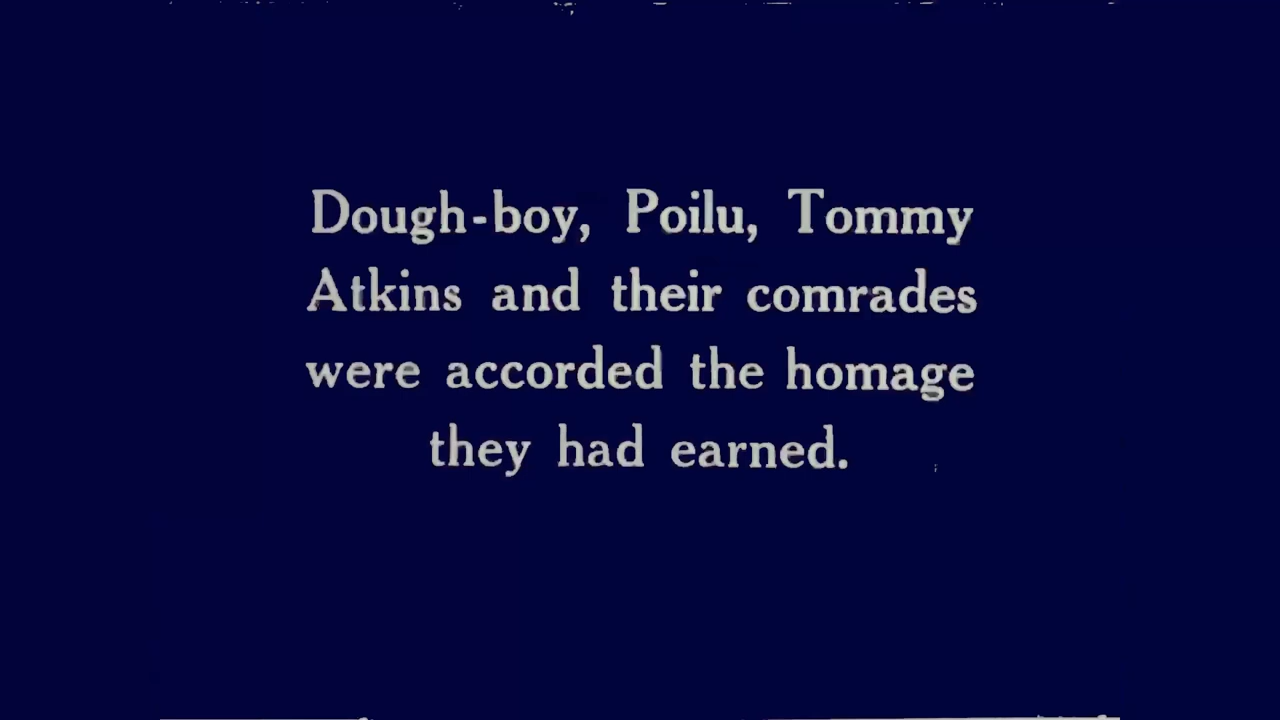 Dough-boy, Poilu, Tommy
Atkins and their comrades
were accorded the homage
they had earned.